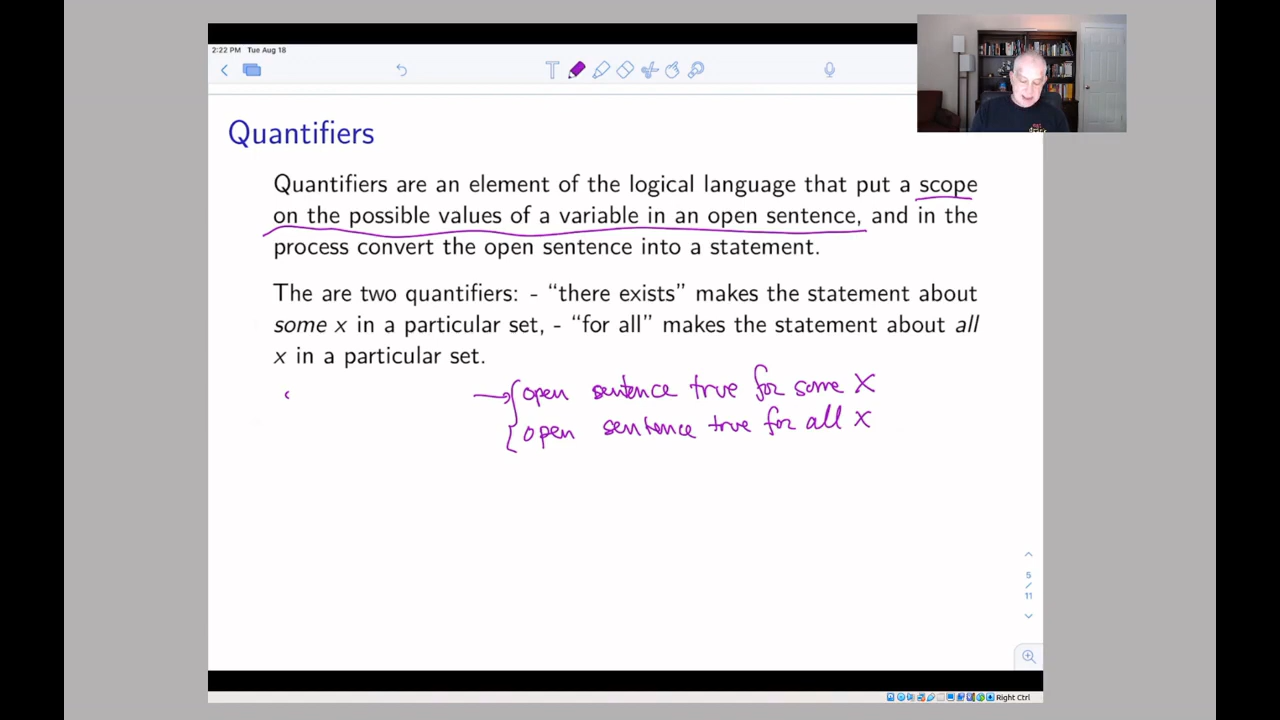 2:22 PM Tue Aug 18
Quantifiers
Quantifiers are an element of the logical language that put a scope
on the possible values of a variable in an open sentence, and in the
process convert the open sentence into a statement.
The are two quantifiers: - “there exists” makes the statement about
some x in a particular set, - “for all” makes the statement about all
x in a particular set.
open sentence true for some x
open sentence true for all x
5
/
11
Right Ctrl